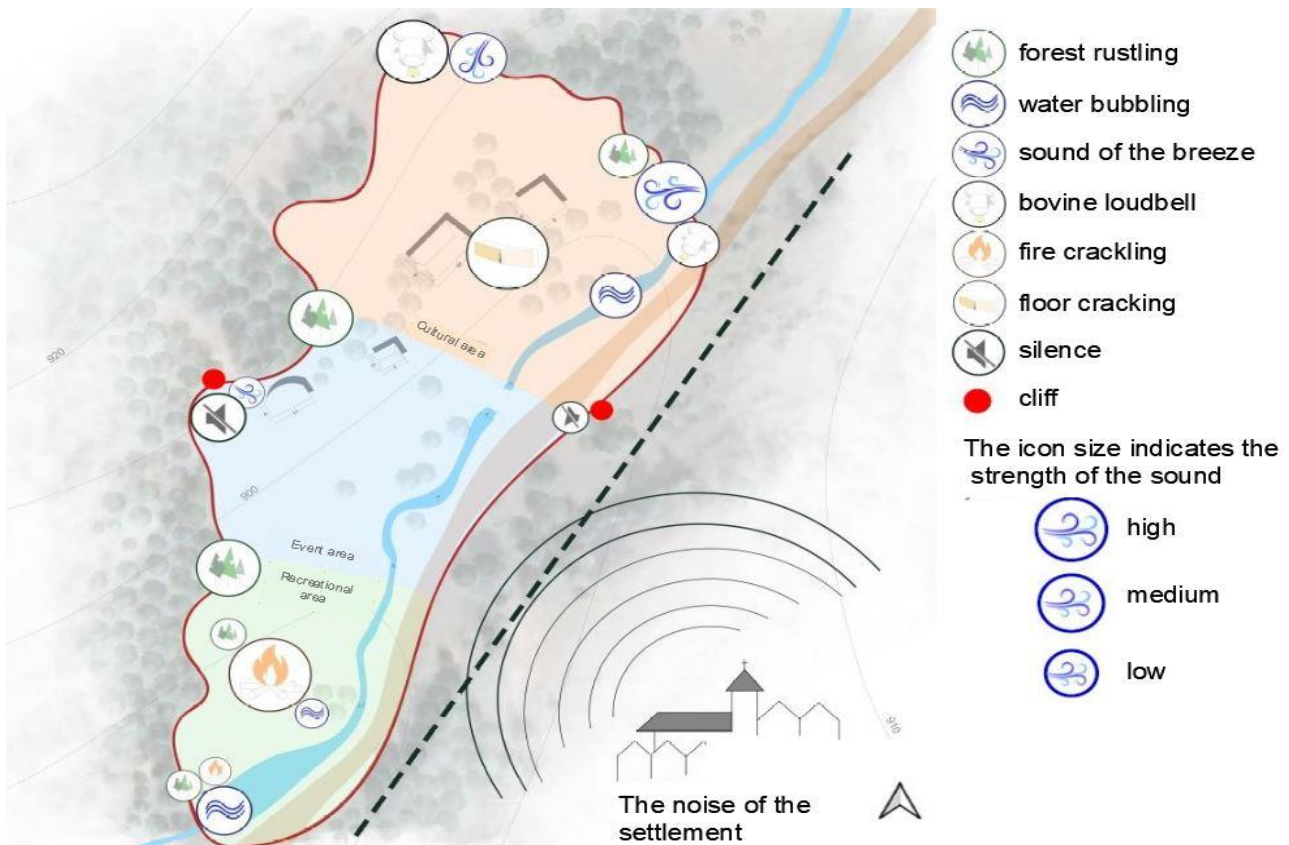 forest rustling
water bubbling
sound of the breeze
bovine loudbell
fire crackling
floor cracking
silence
cliff
The icon size indicates the
strength of the sound
high
medium
low
Cultural area
920
900
Event area
Recreational
area
910
The noise of the
settlement